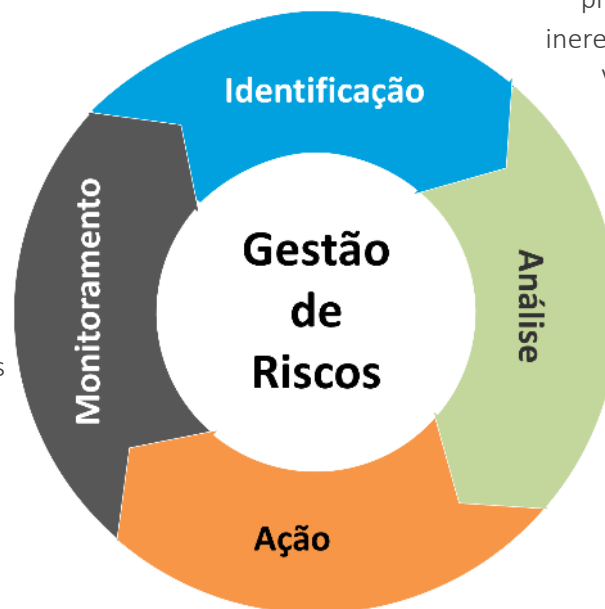 Identificação
Análise
Ação
Monitoramento
Gestão
de
Riscos